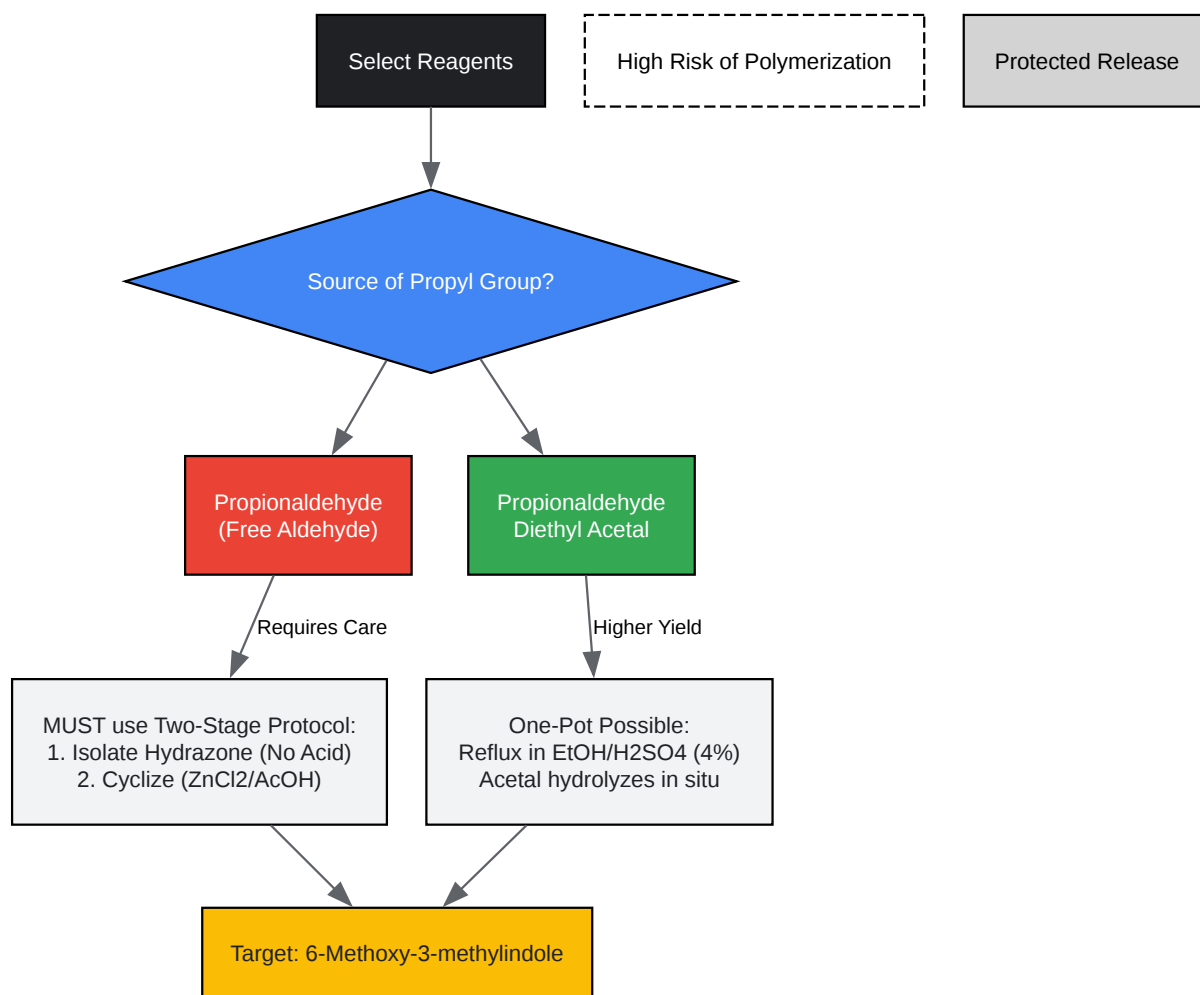 Select Reagents
High Risk of Polymerization
Protected Release
Source of Propyl Group?
Propionaldehyde
(Free Aldehyde)
Propionaldehyde
Diethyl Acetal
Requires Care
Higher Yield
MUST use Two-Stage Protocol:
1. Isolate Hydrazone (No Acid)
2. Cyclize (ZnCl2/AcOH)
One-Pot Possible:
Reflux in EtOH/H2SO4 (4%)
Acetal hydrolyzes in situ
Target: 6-Methoxy-3-methylindole